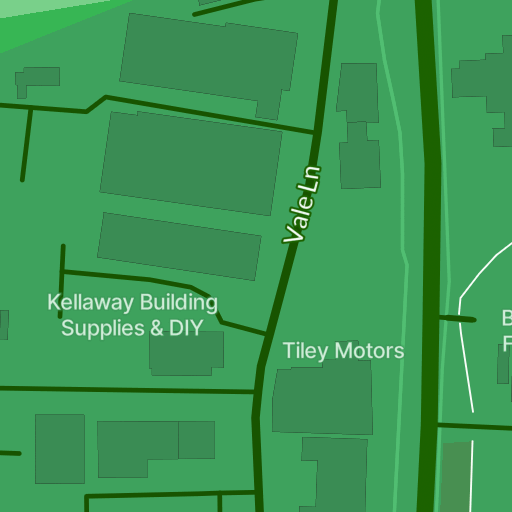 Vale Ln
Kellaway Building
Supplies & DIY
Tiley Motors
B
F